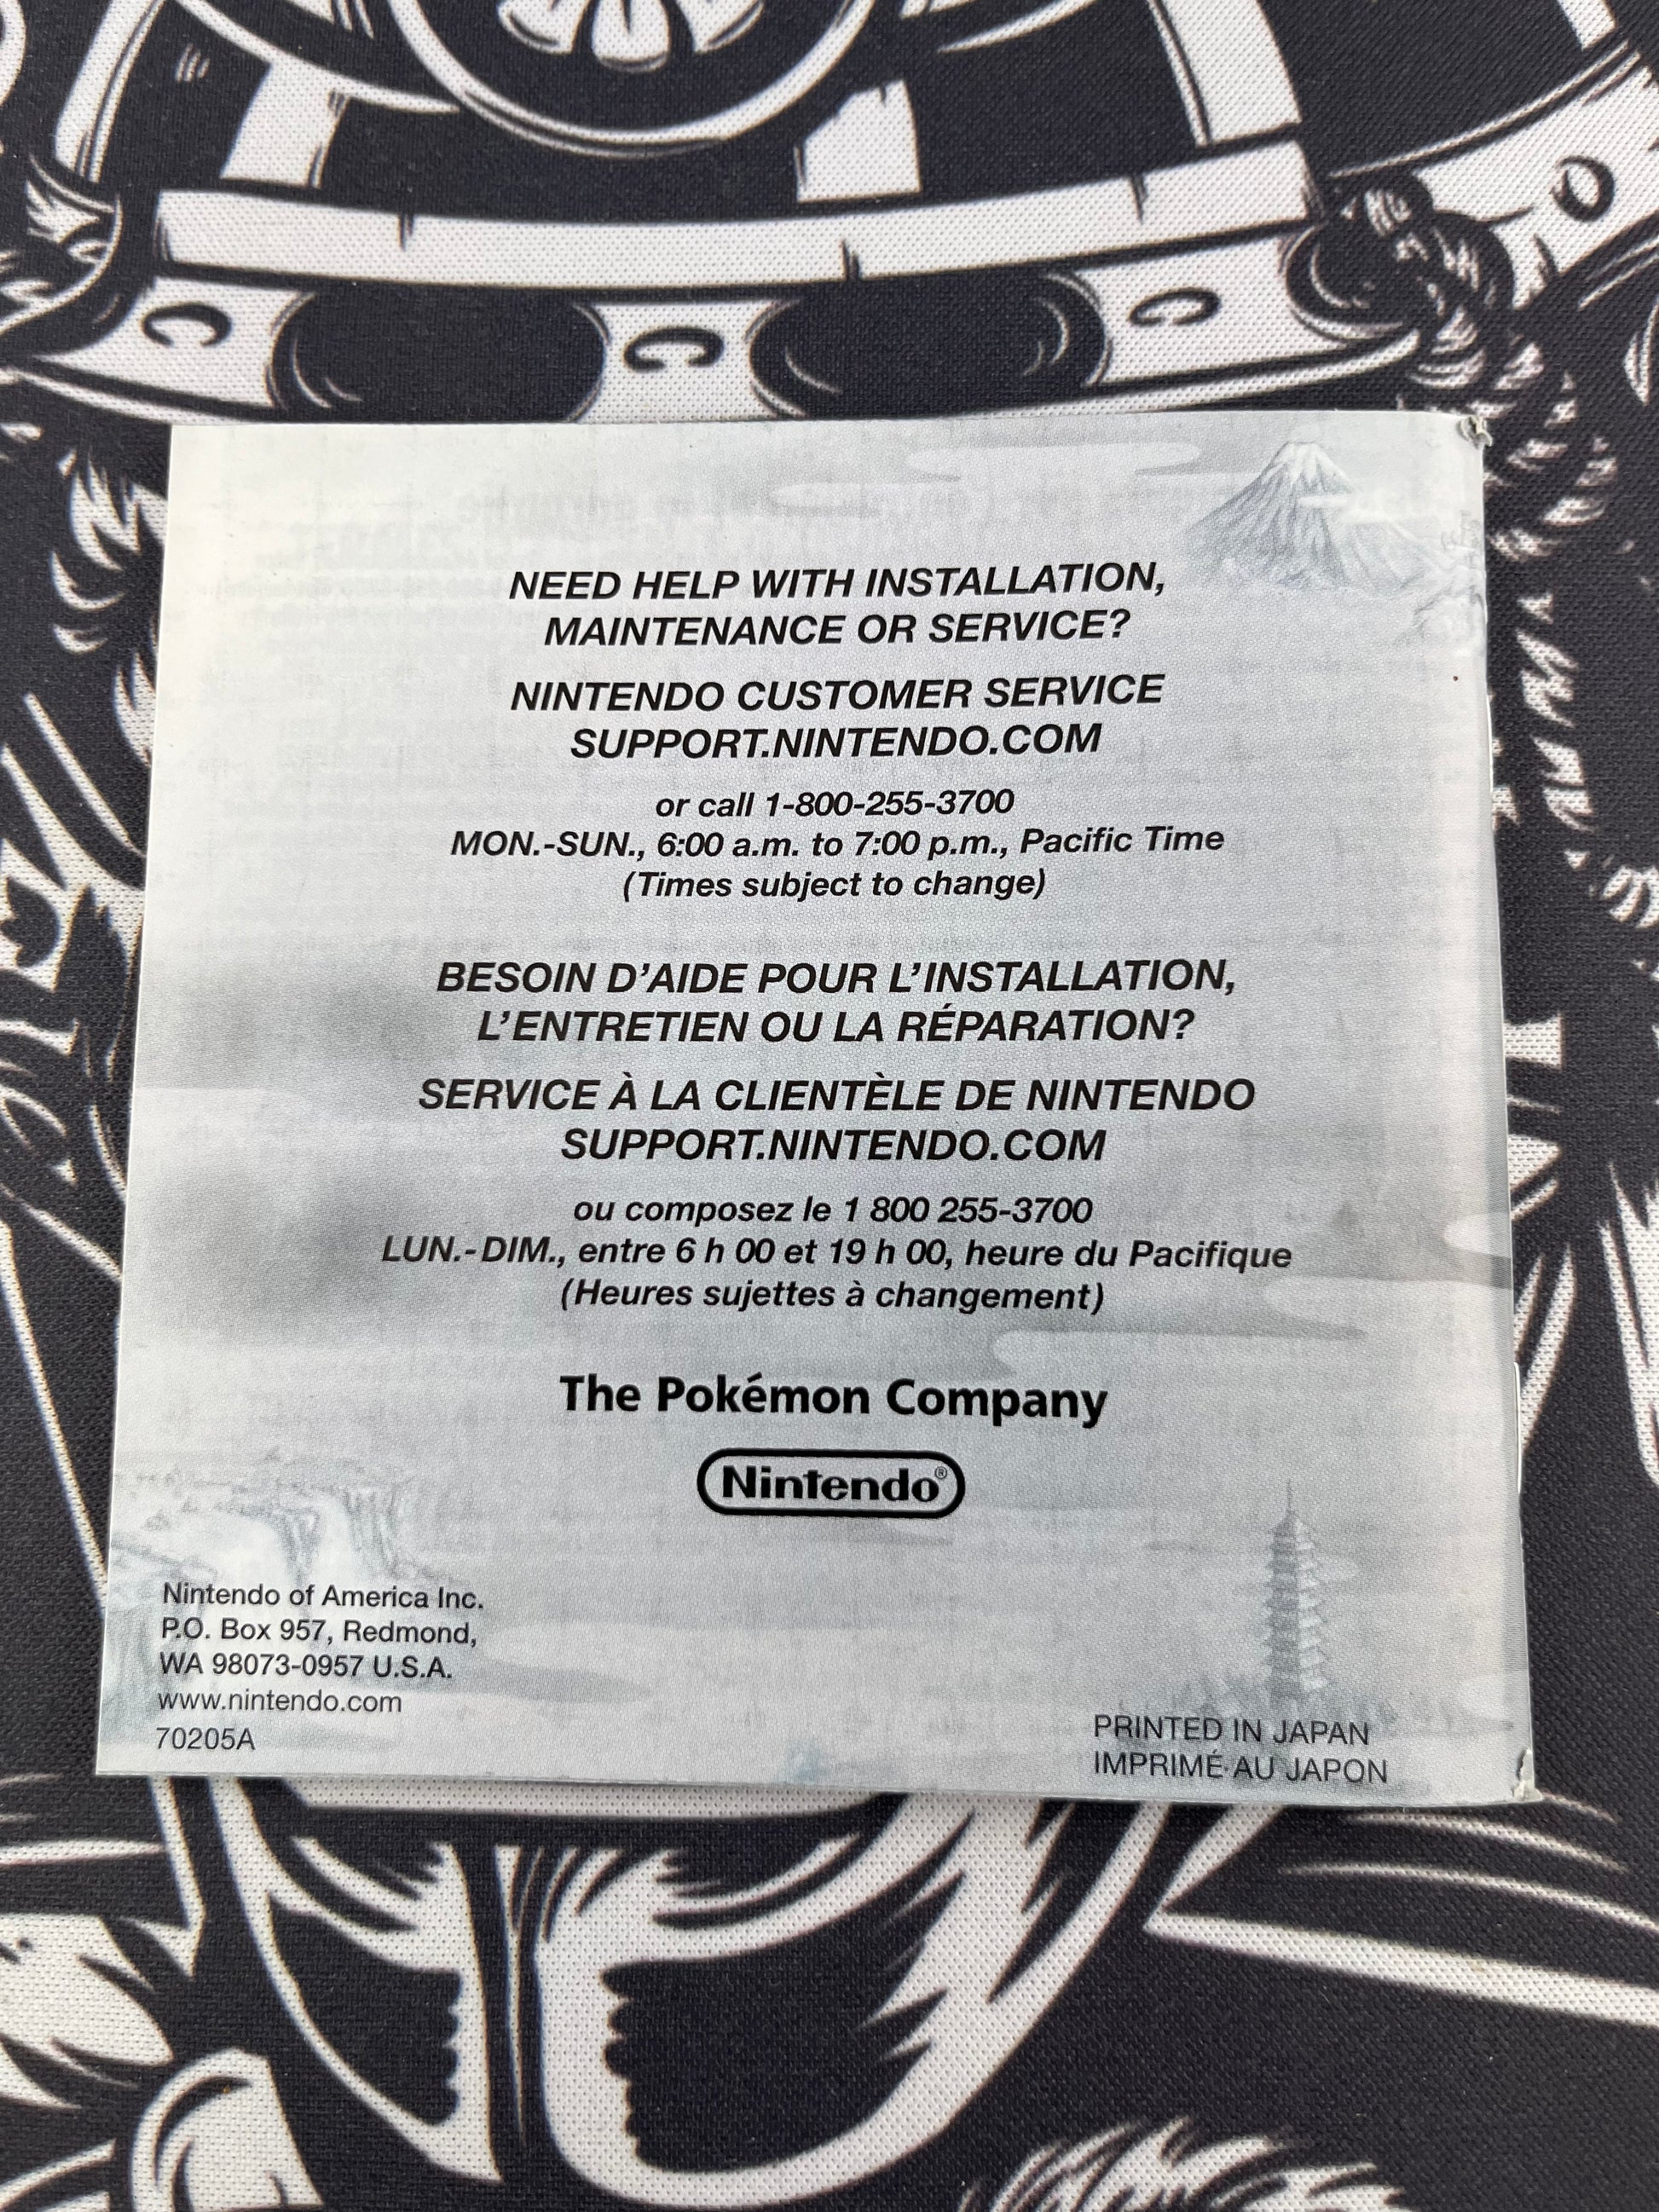 NEED HELP WITH INSTALLATION,
MAINTENANCE OR SERVICE?
NINTENDO CUSTOMER SERVICE
SUPPORT.NINTENDO.COM
or call 1-800-255-3700
MON.-SUN., 6:00 a.m. to 7:00 p.m., Pacific Time
(Times subject to change)
BESOIN D'AIDE POUR L'INSTALLATION,
L'ENTRETIEN OU LA RÉPARATION?
SERVICE À LA CLIENTÈLE DE NINTENDO
SUPPORT.NINTENDO.COM
ou composez le 1 800 255-3700
LUN.-DIM., entre 6 h 00 et 19 h 00, heure du Pacifique
(Heures sujettes à changement)
The Pokémon Company
Nintendo®
Nintendo of America Inc.
P.O. Box 957, Redmond,
WA 98073-0957 U.S.A.
www.nintendo.com
70205A
PRINTED IN JAPAN
IMPRIMÉ AU JAPON